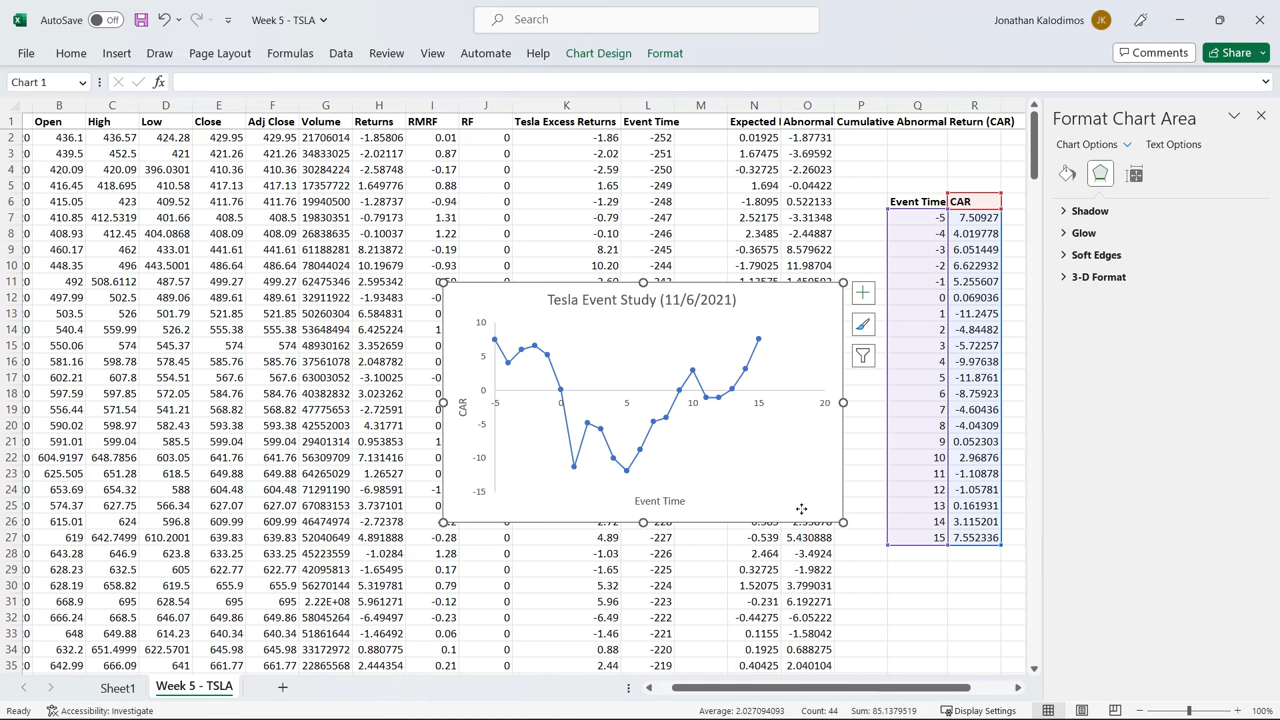 AutoSave Off Week 5 - TSLA Search Jonathan Kalodimos JK
File Home Insert Draw Page Layout Formulas Data Review View Automate Help Chart Design Format Comments Share
Chart 1 fx
B C D E F G H I J K L M N O P Q R
1 Open High Low Close Adj Close Volume Returns RMRF RF Tesla Excess Returns Event Time Expected Abnormal Cumulative Abnormal Return (CAR)
2 0 436.1 436.57 424.28 429.95 429.95 21706014 -1.85806 0.01 0 -1.86 -252 0.01925 -1.87731
3 0 439.5 452.5 421 421.26 421.26 34833025 -2.02117 0.87 0 -2.02 -251 1.67475 -3.69592
4 0 420.09 420.09 396.0301 410.36 410.36 30284224 -2.58748 -0.17 0 -2.59 -250 -0.32725 -2.26023
5 0 416.45 418.695 410.58 417.13 417.13 17357722 1.649776 0.88 0 1.65 -249 1.694 -0.04422
6 0 415.05 423 409.52 411.76 411.76 19940500 -1.28737 -0.94 0 -1.29 -248 -1.8095 0.522133 Event Time CAR
7 0 410.85 412.5319 401.66 408.5 408.5 19830351 -0.79173 1.31 0 -0.79 -247 2.52175 -3.31348 -5 7.50927
8 0 408.93 412.45 404.0868 408.09 408.09 26838635 -0.10037 1.22 0 -0.10 -246 2.3485 -2.44887 -4 4.019778
9 0 460.17 462 433.01 441.61 441.61 61188281 8.213872 -0.19 0 8.21 -245 -0.36575 8.579622 -3 6.051449
10 0 448.35 496 443.5001 486.64 486.64 78044024 10.19679 -0.93 0 10.20 -244 -1.79025 11.98704 -2 6.622932
11 0 492 508.6112 487.57 499.27 499.27 64265029 2.595342 -1 5.255607
12 0 497.99 502.5 489.06 489.61 489.61 32911922 -1.93483 0 0.069036
13 0 503.5 526 501.79 521.85 521.85 50260300 6.584831 1 -11.2475
14 0 540.4 559.99 526.2 555.38 555.38 53648494 6.425224 2 -4.84482
15 0 550.06 574 545.37 574 574 48930162 3.352655 3 -5.72257
16 0 581.16 598.78 578.45 585.76 585.76 37561078 2.048782 4 -9.97638
17 0 602.21 607.8 554.51 567.6 567.6 63003052 -3.10025 5 -11.8761
18 0 597.59 597.85 572.05 584.76 584.76 40382832 3.023262 6 -8.75923
19 0 556.44 571.54 541.21 568.82 568.82 47775653 -2.72591 7 -4.60436
20 0 590.02 598.97 582.43 593.38 593.38 42552003 4.31771 8 -4.04309
21 0 591.01 599.04 585.5 599.04 599.04 29401314 0.953853 9 0.052303
22 0 604.9197 648.7856 603.05 641.76 641.76 56309709 7.131416 10 2.96876
23 0 625.505 651.28 618.5 649.88 649.88 64265029 1.26527 11 -1.10878
24 0 653.69 654.32 588 604.48 604.48 71291190 -6.98591 12 -1.05781
25 0 574.37 627.75 566.34 627.07 627.07 67083153 3.737101 13 0.161931
26 0 615.01 624 596.8 609.99 609.99 46474974 -2.72378 14 3.115201
27 0 619 642.7499 610.2001 639.83 639.83 52040649 4.891888 -0.28 0 4.89 -227 -0.539 5.430888 15 7.552336
28 0 643.28 646.9 623.8 633.25 633.25 45223559 -1.0284 1.28 0 -1.03 -226 2.464 -3.4924
29 0 628.23 632.5 605 622.77 622.77 42095813 -1.65495 0.17 0 -1.65 -225 0.32725 -1.9822
30 0 628.19 658.82 619.5 655.9 655.9 56270144 5.319781 0.79 0 5.32 -224 1.52075 3.799031
31 0 668.9 695 628.54 695 695 2.22E+08 5.961271 -0.12 0 5.96 -223 -0.231 6.192271
32 0 666.24 668.5 646.07 649.86 649.86 58045264 -6.49497 -0.23 0 -6.49 -222 -0.44275 -6.05222
33 0 648 649.88 614.23 640.34 640.34 51861644 -1.46492 0.06 0 -1.46 -221 0.1155 -1.58042
34 0 632.2 651.4999 622.5701 645.98 645.98 33172972 0.880775 0.1 0 0.88 -220 0.1925 0.688275
35 0 642.99 666.09 641 661.77 661.77 22865568 2.444354 0.21 0 2.44 -219 0.40425 2.040104
Tesla Event Study (11/6/2021)
10
5
0
-5
-10
-15
-5 0 5 10 15 20
CAR
Event Time
Format Chart Area
Chart Options Text Options
Shadow
Glow
Soft Edges
3-D Format
Sheet1 Week 5 - TSLA
Ready Accessibility: Investigate Average: 2.027094093 Count: 44 Sum: 85.1379519 Display Settings 100%